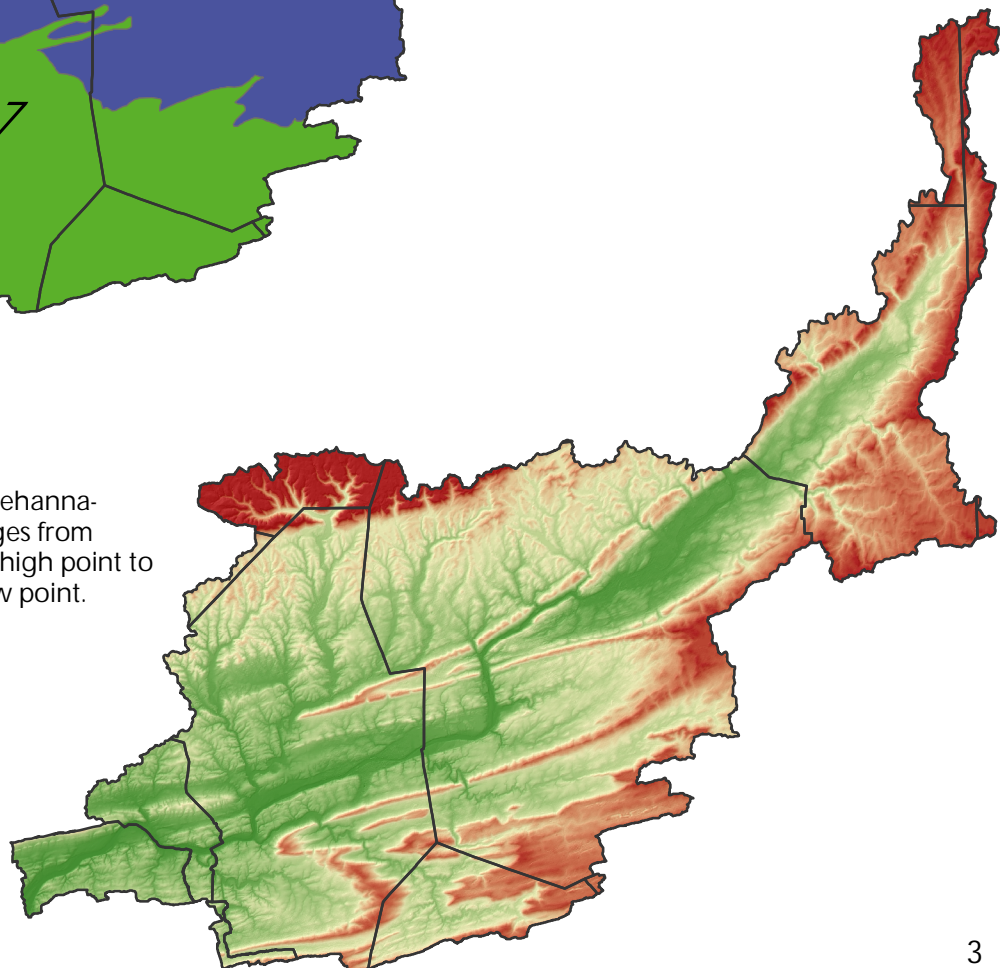 ehanna-
ges from
high point to
w point.
3